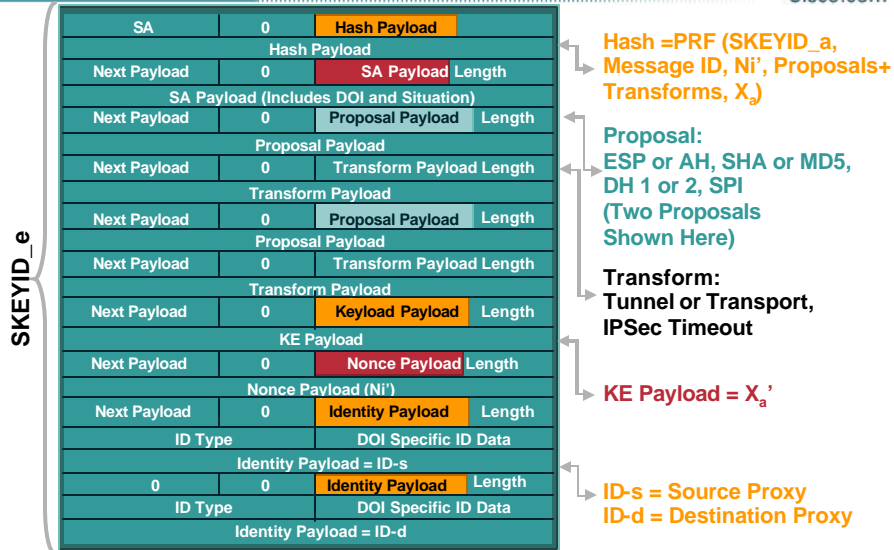 SA 0 Hash Payload
Hash Payload
Next Payload 0 SA Payload Length
SA Payload (Includes DOI and Situation)
Next Payload 0 Proposal Payload Length
Proposal Payload
Next Payload 0 Transform Payload Length
Transform Payload
Next Payload 0 Proposal Payload Length
Proposal Payload
Next Payload 0 Transform Payload Length
Transform Payload
Next Payload 0 Keyload Payload Length
KE Payload
Next Payload 0 Nonce Payload Length
Nonce Payload (Ni')
Next Payload 0 Identity Payload Length
ID Type DOI Specific ID Data
Identity Payload = ID-s
0 0 Identity Payload Length
ID Type DOI Specific ID Data
Identity Payload = ID-d
SKEYID_e
Hash =PRF (SKEYID_a,
Message ID, Ni', Proposals+
Transforms, Xa)
Proposal:
ESP or AH, SHA or MD5,
DH 1 or 2, SPI
(Two Proposals
Shown Here)
Transform:
Tunnel or Transport,
IPSec Timeout
KE Payload = Xa'
ID-s = Source Proxy
ID-d = Destination Proxy